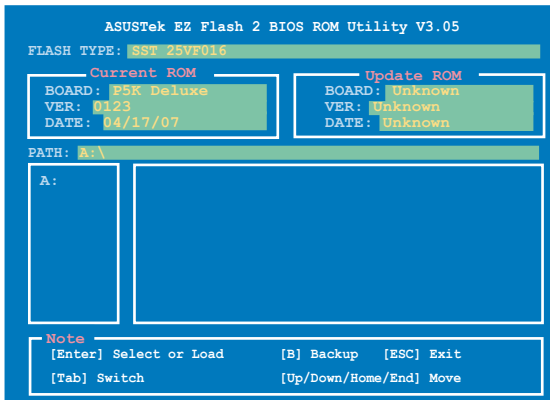 ASUSTek EZ Flash 2 BIOS ROM Utility V3.05
FLASH TYPE: SST 25VF016
Current ROM
BOARD: P5K Deluxe
VER: 0123
DATE: 04/17/07
Update ROM
BOARD: Unknown
VER: Unknown
DATE: Unknown
PATH: A:\
A:
Note
[Enter] Select or Load [B] Backup [ESC] Exit
[Tab] Switch [Up/Down/Home/End] Move